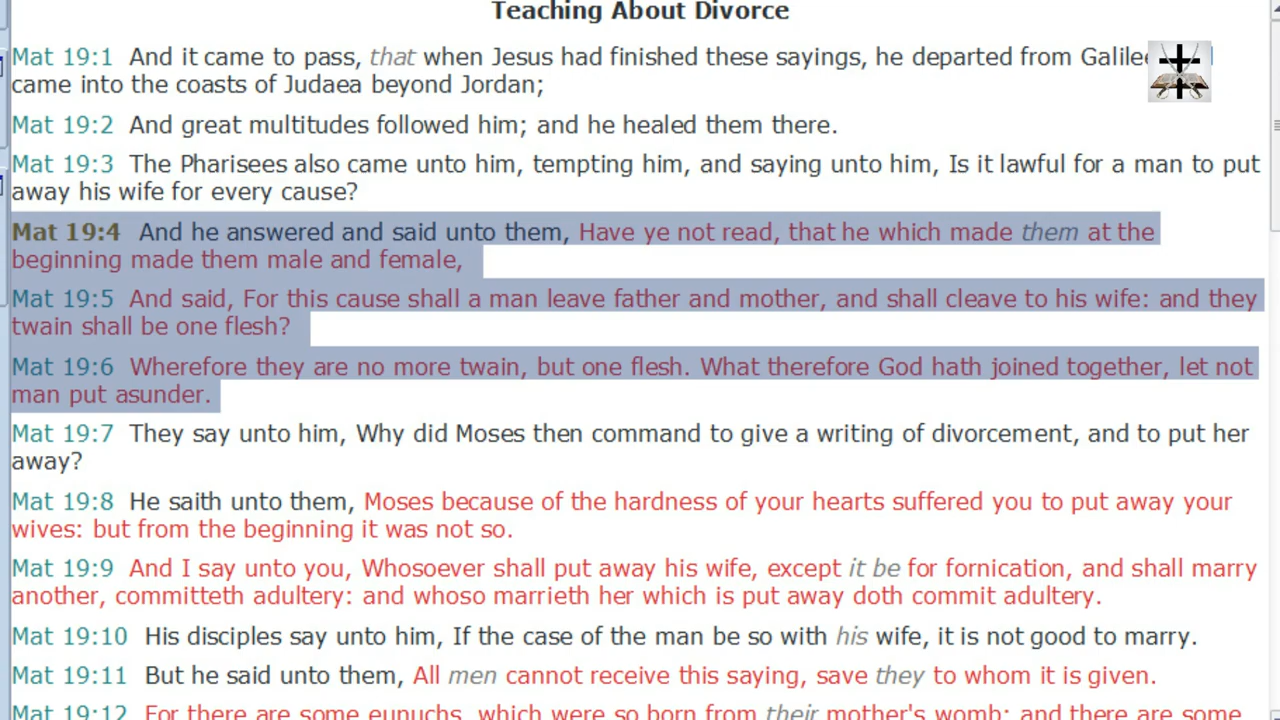 Teaching About Divorce
Mat 19:1 And it came to pass, that when Jesus had finished these sayings, he departed from Galilee
came into the coasts of Judaea beyond Jordan;
Mat 19:2 And great multitudes followed him; and he healed them there.
Mat 19:3 The Pharisees also came unto him, tempting him, and saying unto him, Is it lawful for a man to put
away his wife for every cause?
Mat 19:4 And he answered and said unto them, Have ye not read, that he which made them at the
beginning made them male and female,
Mat 19:5 And said, For this cause shall a man leave father and mother, and shall cleave to his wife: and they
twain shall be one flesh?
Mat 19:6 Wherefore they are no more twain, but one flesh. What therefore God hath joined together, let not
man put asunder.
Mat 19:7 They say unto him, Why did Moses then command to give a writing of divorcement, and to put her
away?
Mat 19:8 He saith unto them, Moses because of the hardness of your hearts suffered you to put away your
wives: but from the beginning it was not so.
Mat 19:9 And I say unto you, Whosoever shall put away his wife, except it be for fornication, and shall marry
another, committeth adultery: and whoso marrieth her which is put away doth commit adultery.
Mat 19:10 His disciples say unto him, If the case of the man be so with his wife, it is not good to marry.
Mat 19:11 But he said unto them, All men cannot receive this saying, save they to whom it is given.
Mat 19:12 For there are some eunuchs, which were so born from their mother's womb: and there are some